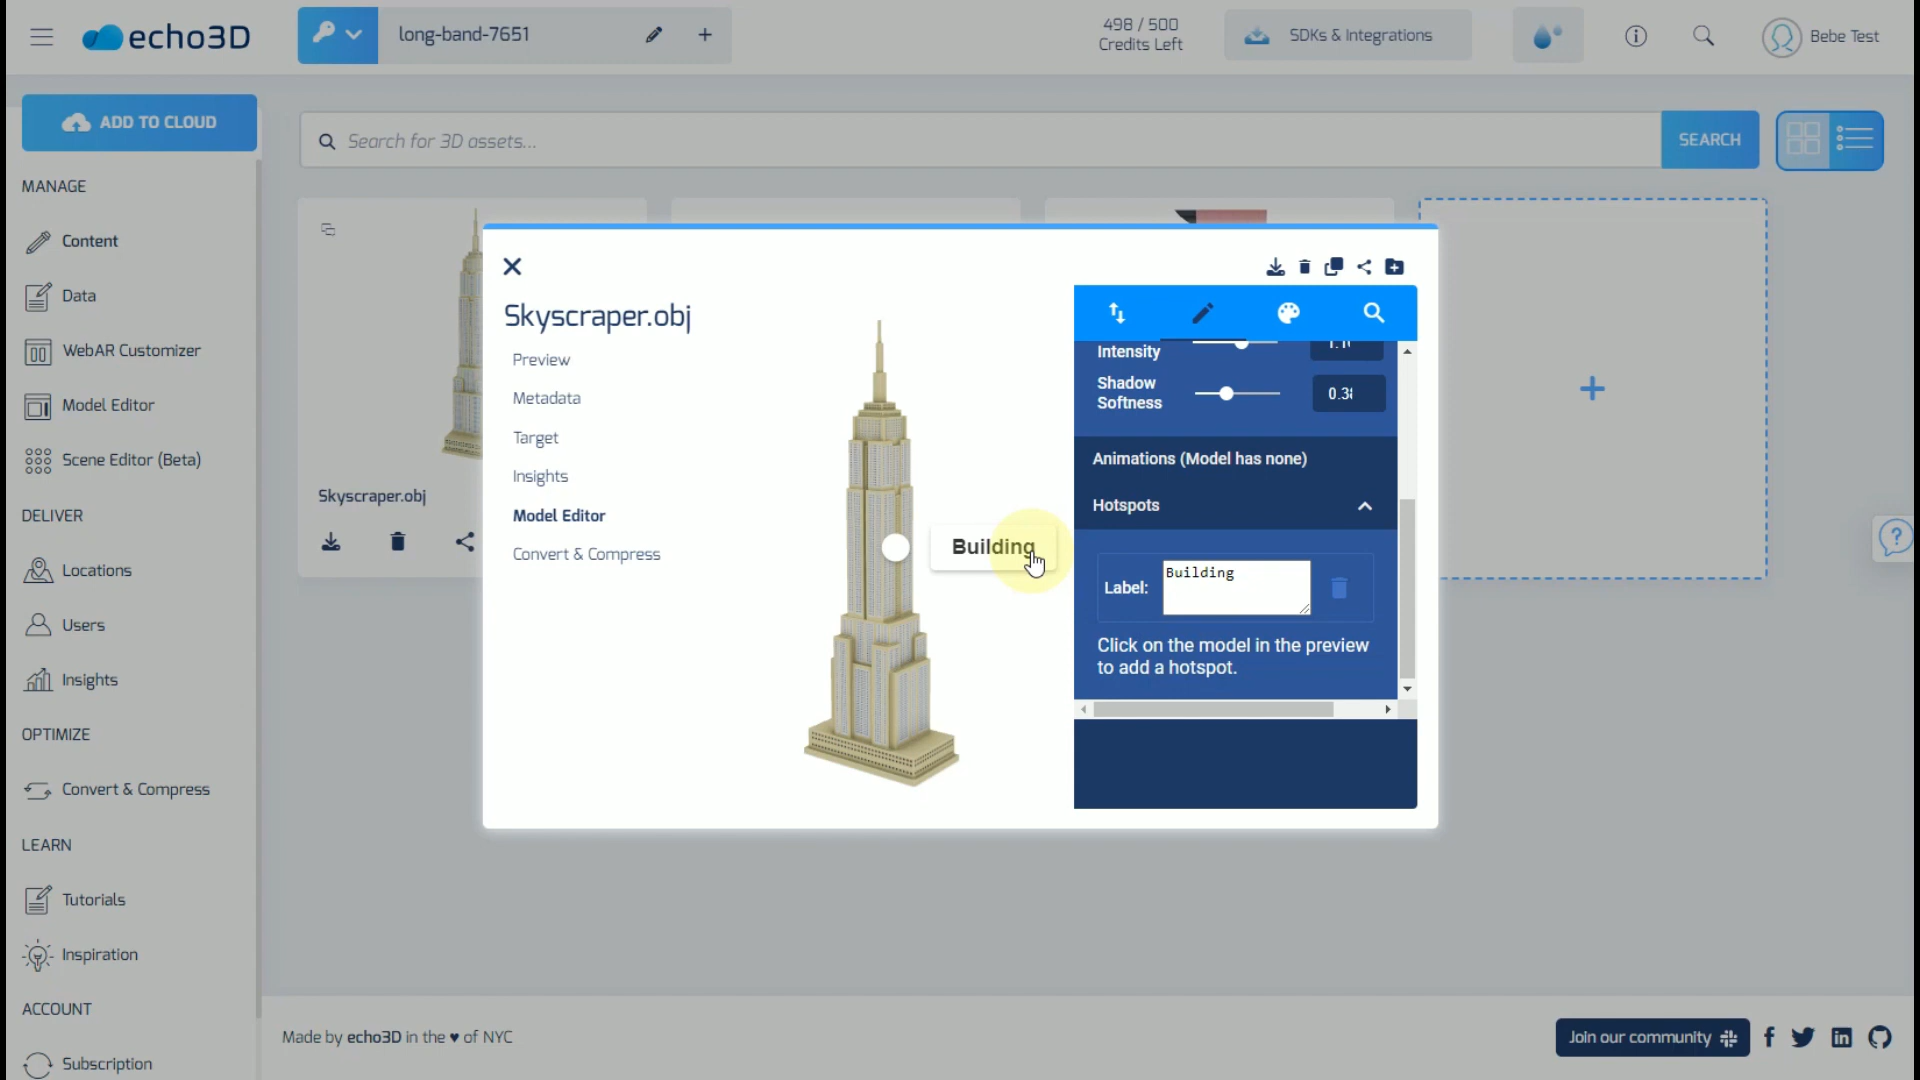 echo3D
long-band-7651
498 / 500
Credits Left
SDKs & Integrations
Bebe Test
ADD TO CLOUD
Search for 3D assets...
SEARCH
MANAGE
Content
Data
WebAR Customizer
Model Editor
Scene Editor (Beta)
DELIVER
Locations
Users
Insights
OPTIMIZE
Convert & Compress
LEARN
Tutorials
Inspiration
ACCOUNT
Subscription
Skyscraper.obj
Skyscraper.obj
Preview
Metadata
Target
Insights
Model Editor
Convert & Compress
Building
Intensity
Shadow
Softness
Animations (Model has none)
Hotspots
Label:
Building
Click on the model in the preview
to add a hotspot.
Made by echo3D in the ♥ of NYC
Join our community